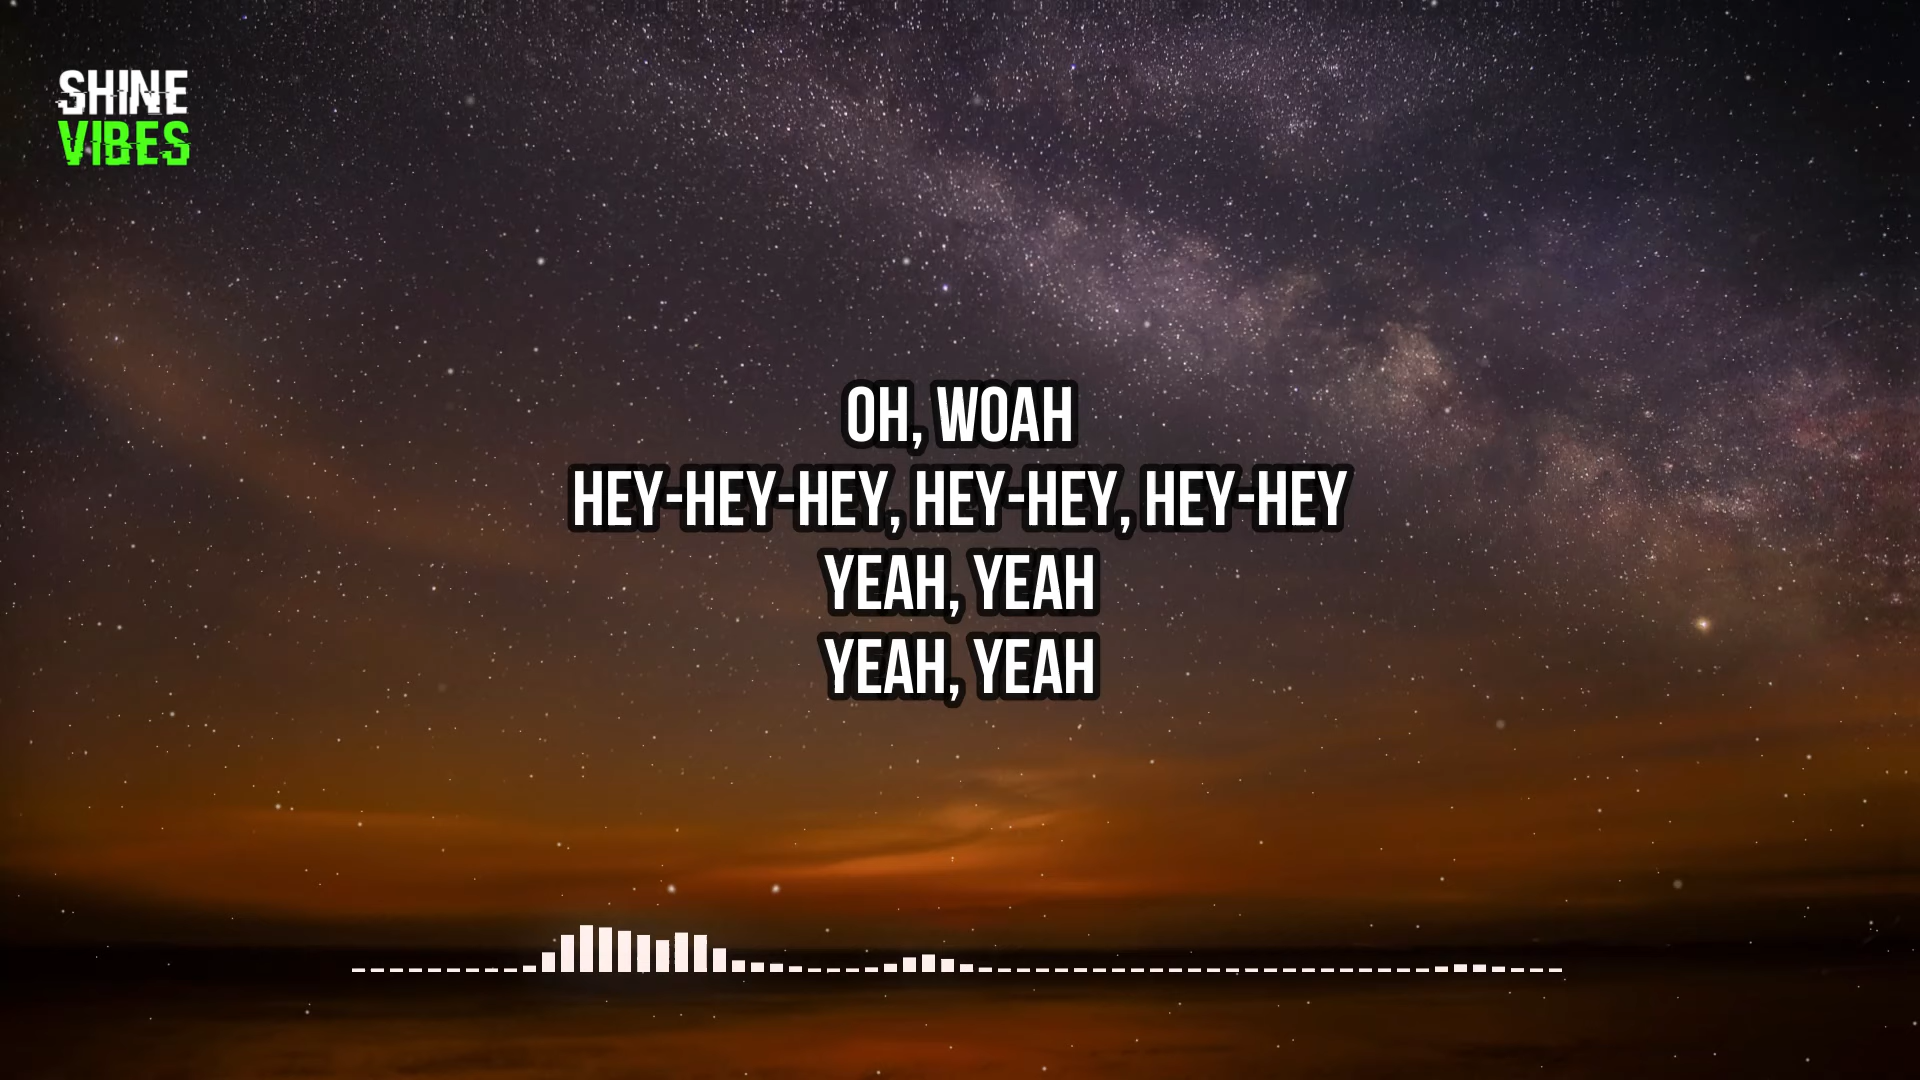 SHINE
VIBES
OH, WOAH
HEY-HEY-HEY, HEY-HEY, HEY-HEY
YEAH, YEAH
YEAH, YEAH